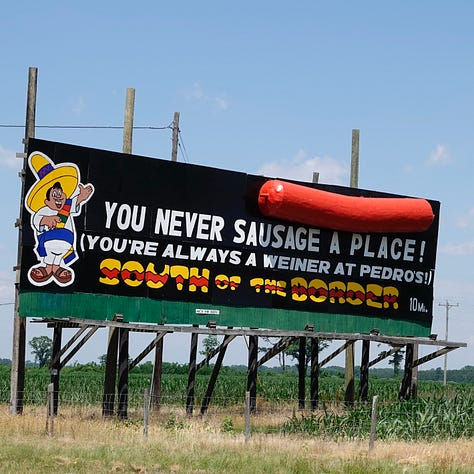 YOU NEVER SAUSAGE A PLACE!
(YOU'RE ALWAYS A WEINER AT PEDRO'S!)
SOUTH OF THE BORDER
10 Mi.